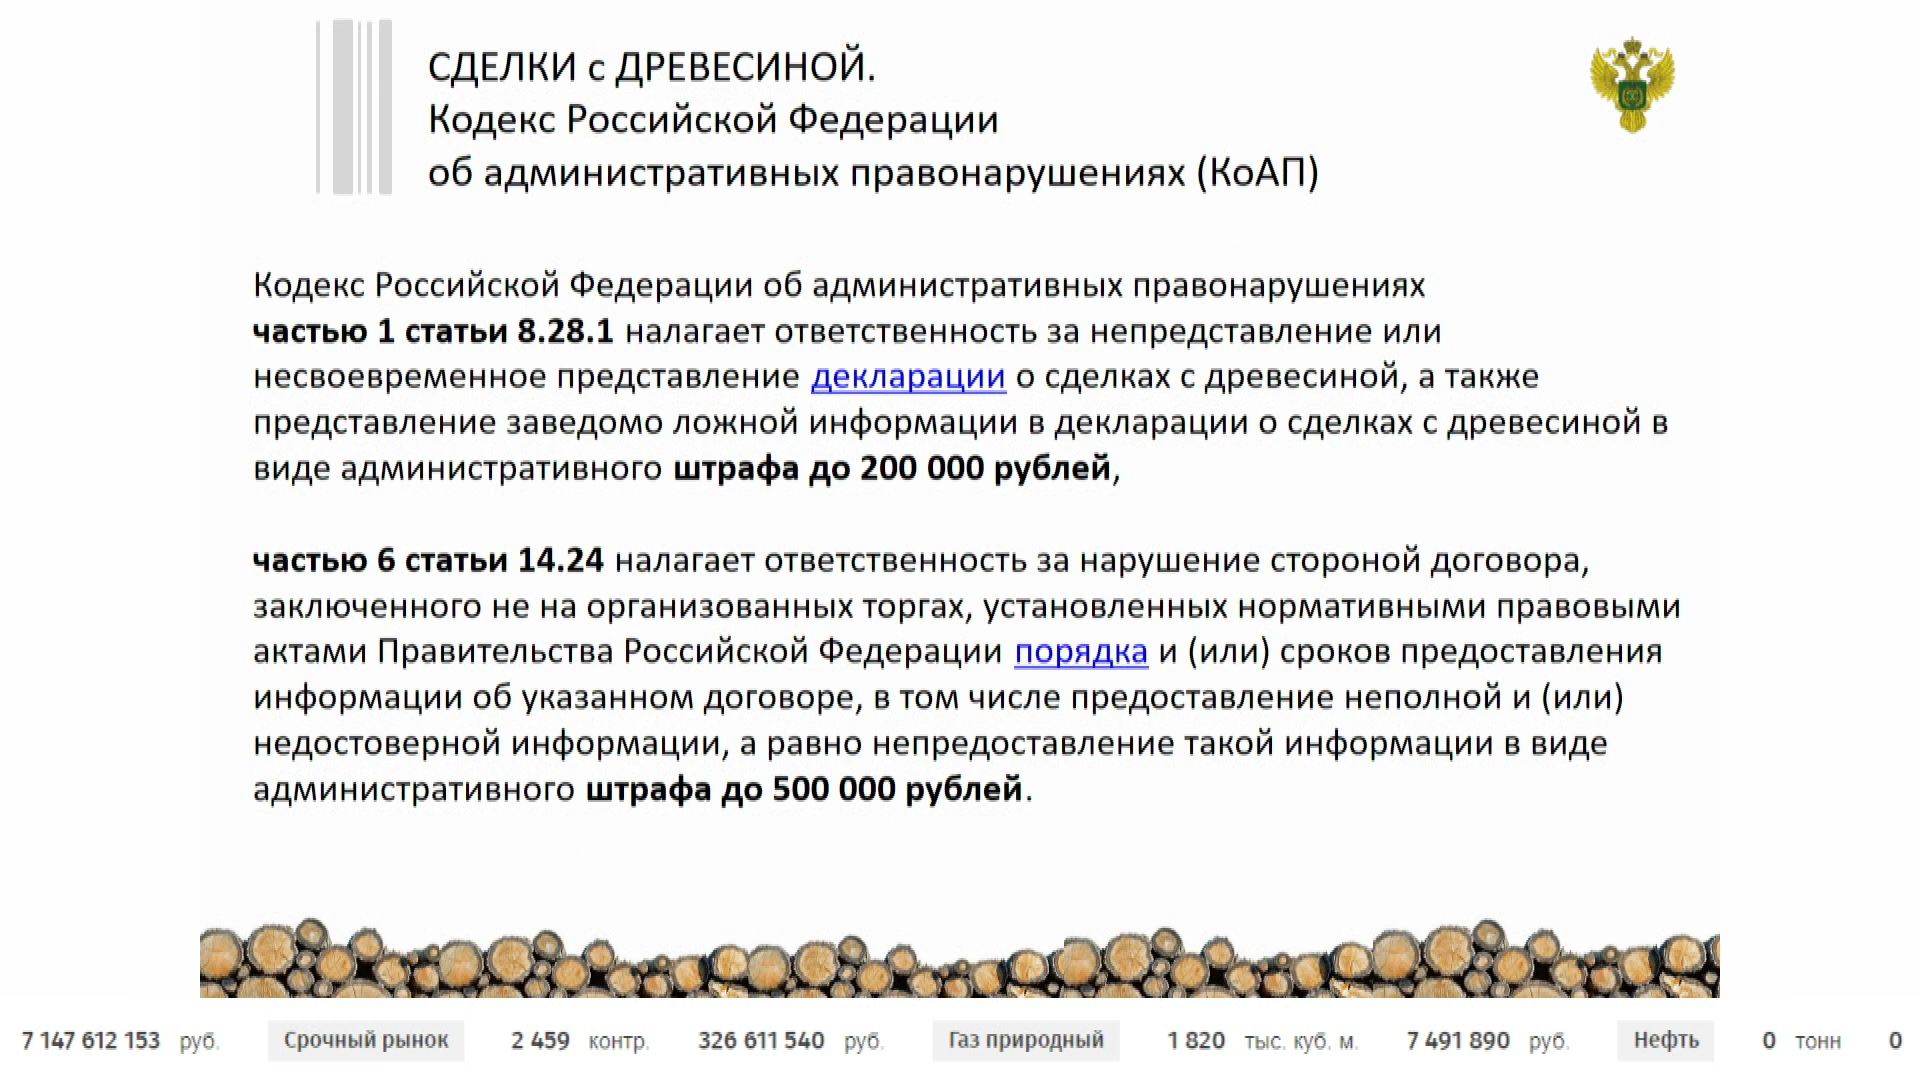 СДЕЛКИ с ДРЕВЕСИНОЙ.
Кодекс Российской Федерации
об административных правонарушениях (КоАП)
Кодекс Российской Федерации об административных правонарушениях
частью 1 статьи 8.28.1 налагает ответственность за непредставление или
несвоевременное представление декларации о сделках с древесиной, а также
представление заведомо ложной информации в декларации о сделках с древесиной в
виде административного штрафа до 200 000 рублей,
частью 6 статьи 14.24 налагает ответственность за нарушение стороной договора,
заключенного не на организованных торгах, установленных нормативными правовыми
актами Правительства Российской Федерации порядка и (или) сроков предоставления
информации об указанном договоре, в том числе предоставление неполной и (или)
недостоверной информации, а равно непредоставление такой информации в виде
административного штрафа до 500 000 рублей.
7 147 612 153 руб. Срочный рынок 2 459 контр. 326 611 540 руб. Газ природный 1 820 тыс. куб. м. 7 491 890 руб. Нефть 0 тонн 0